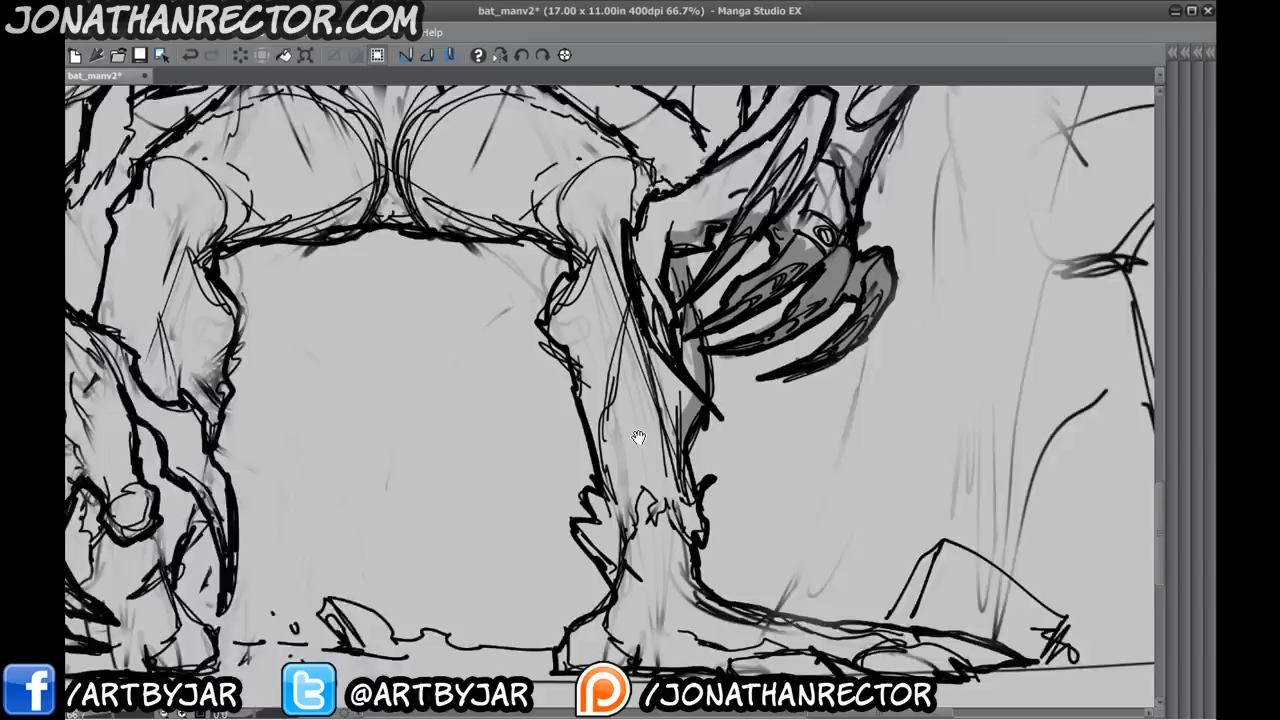 JONATHANRECTOR.COM
bat_manv2* (17.00 x 11.00in 400dpi 66.7%) - Manga Studio EX
Help
bat_manv2*
/ARTBYJAR
@ARTBYJAR
/JONATHANRECTOR